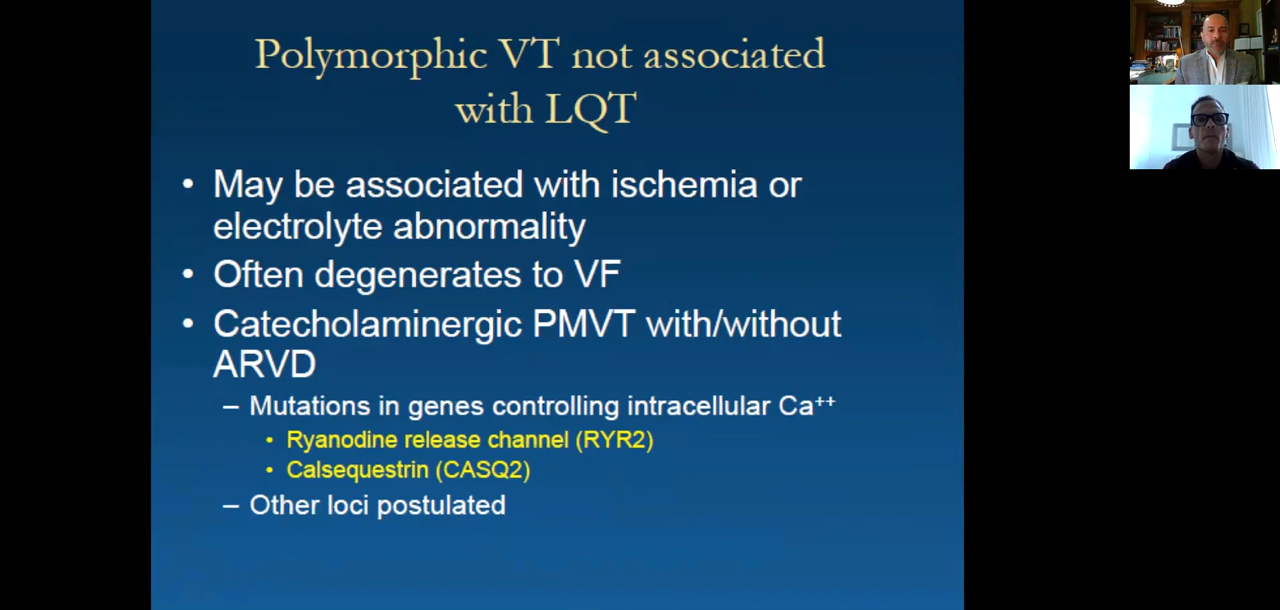 Polymorphic VT not associated
with LQT
• May be associated with ischemia or
electrolyte abnormality
• Often degenerates to VF
• Catecholaminergic PMVT with/without
ARVD
– Mutations in genes controlling intracellular Ca⁺⁺
• Ryanodine release channel (RYR2)
• Calsequestrin (CASQ2)
– Other loci postulated